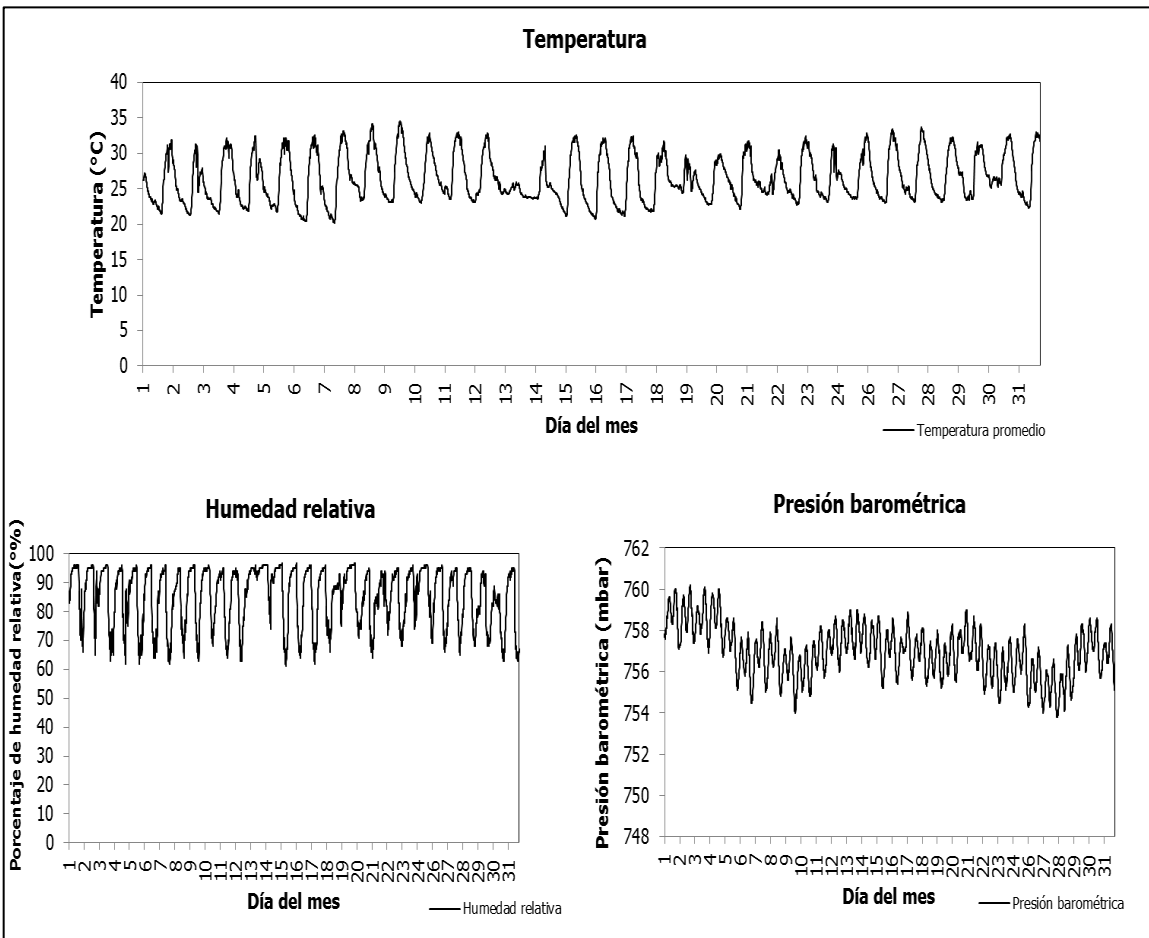 Temperatura
Temperatura (°C)
40
35
30
25
20
15
10
5
0
1 2 3 4 5 6 7 8 9 10 11 12 13 14 15 16 17 18 19 20 21 22 23 24 25 26 27 28 29 30 31
Día del mes
Temperatura promedio
Humedad relativa
Porcentaje de humedad relativa(°%)
100
90
80
70
60
50
40
30
20
10
0
1 2 3 4 5 6 7 8 9 10 11 12 13 14 15 16 17 18 19 20 21 22 23 24 25 26 27 28 29 30 31
Día del mes
Humedad relativa
Presión barométrica
Presión barométrica (mbar)
762
760
758
756
754
752
750
748
1 2 3 4 5 6 7 8 9 10 11 12 13 14 15 16 17 18 19 20 21 22 23 24 25 26 27 28 29 30 31
Día del mes
Presión barométrica